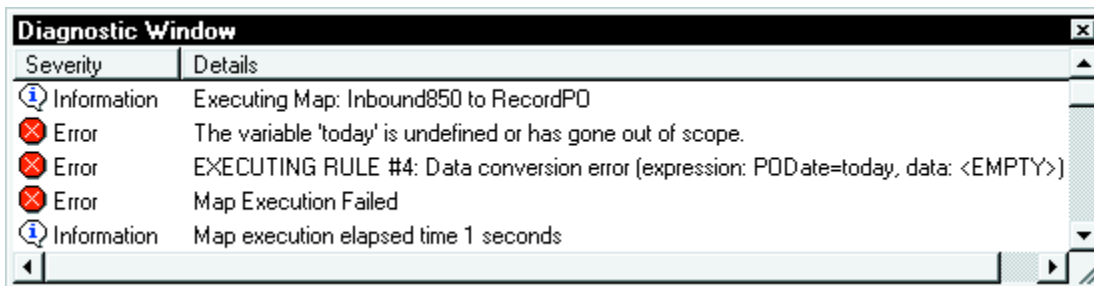 Diagnostic Window
Severity Details
Information Executing Map: Inbound850 to RecordPO
Error The variable 'today' is undefined or has gone out of scope.
Error EXECUTING RULE #4: Data conversion error (expression: PODate=today, data: <EMPTY>)
Error Map Execution Failed
Information Map execution elapsed time 1 seconds